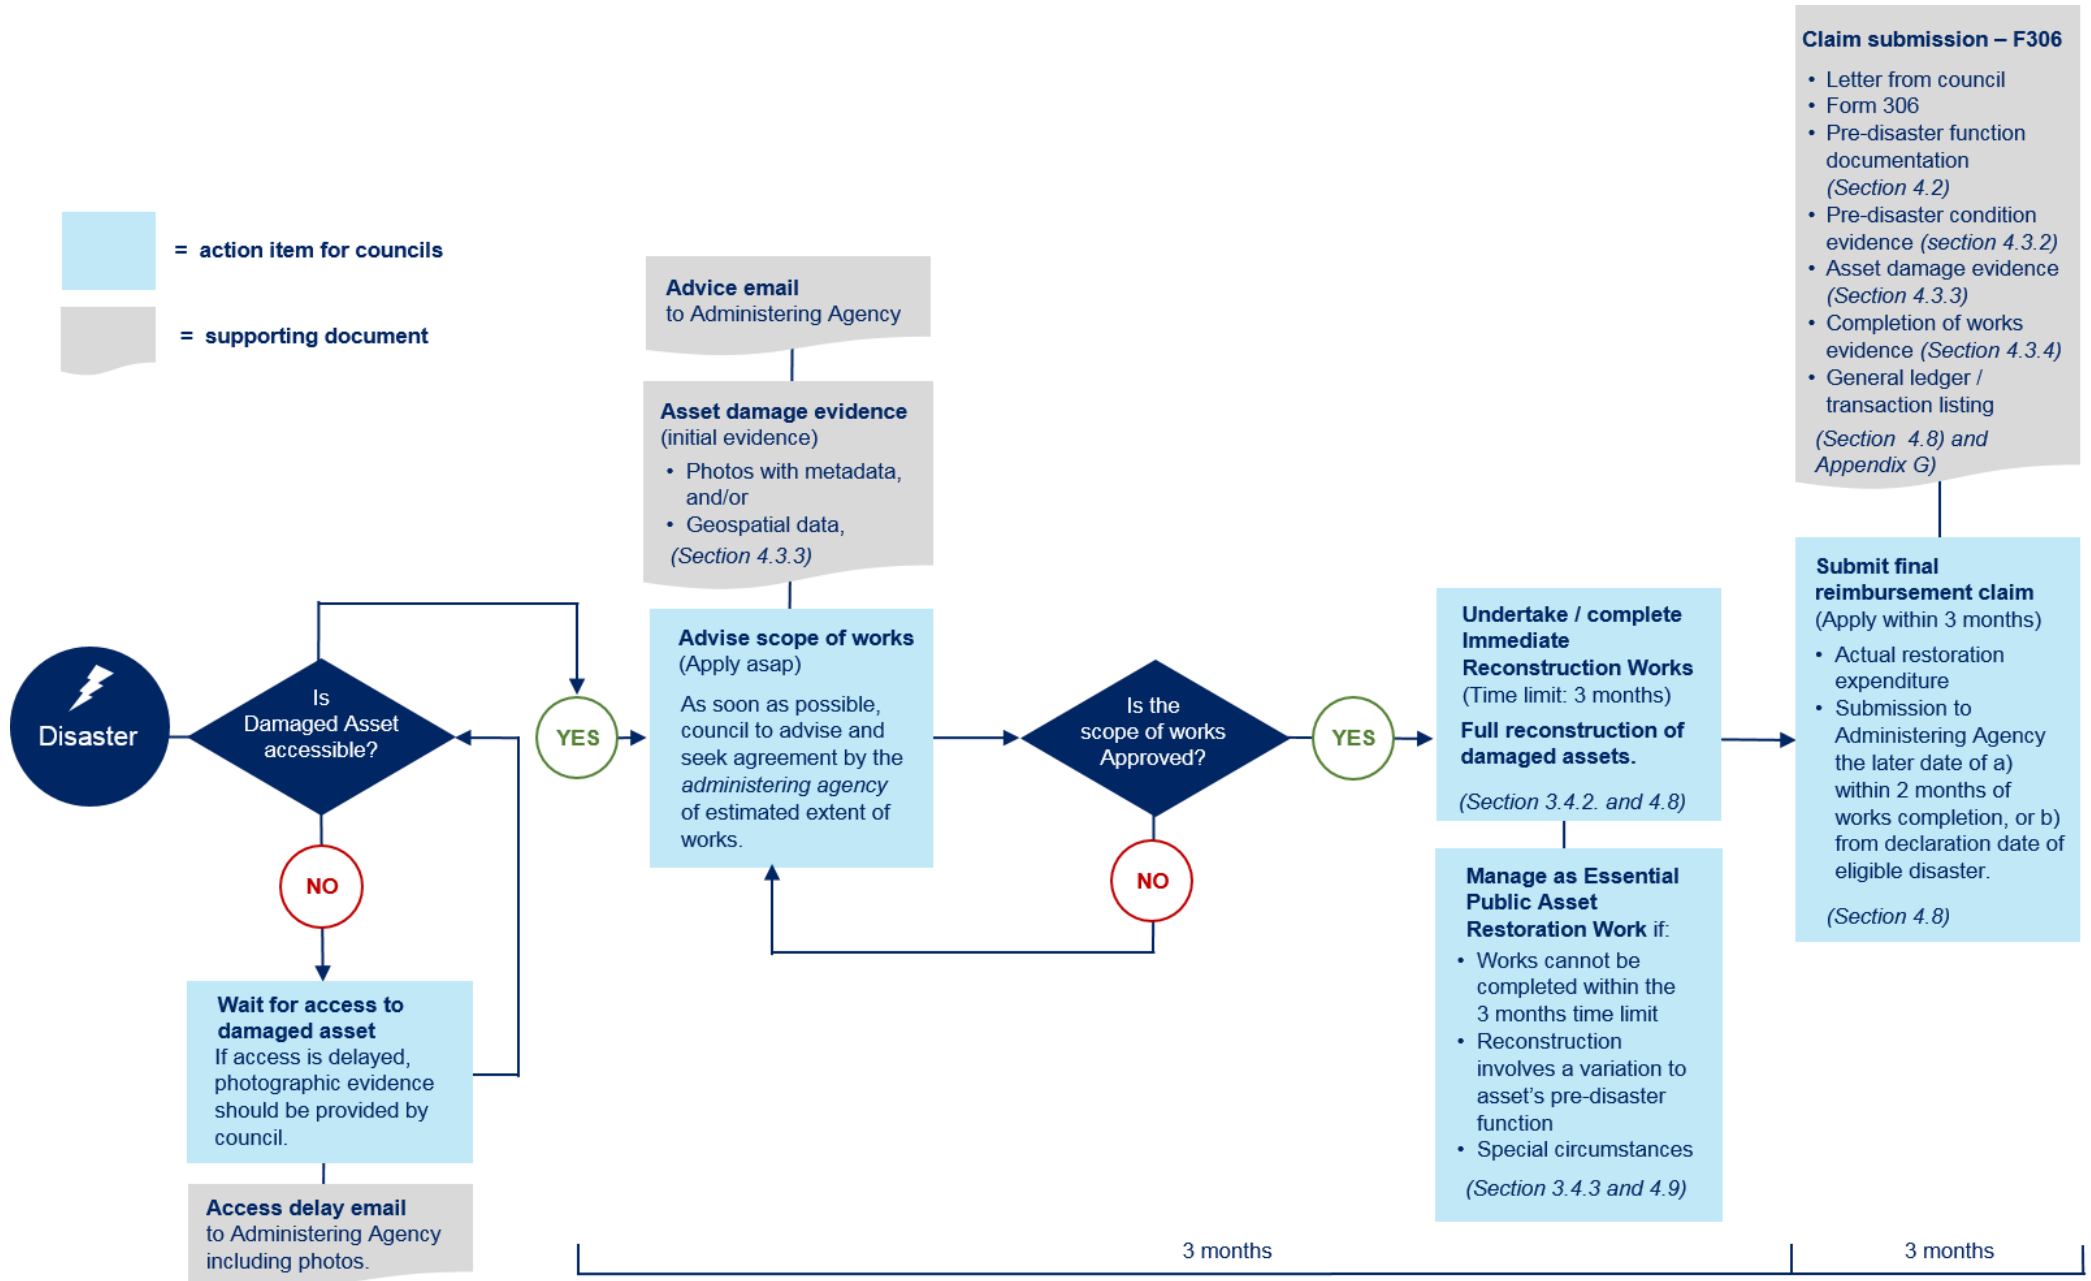 = action item for councils
= supporting document
Disaster
Is
Damaged Asset
accessible?
NO
Wait for access to
damaged asset
If access is delayed,
photographic evidence
should be provided by
council.
Access delay email
to Administering Agency
including photos.
YES
Advice email
to Administering Agency
Asset damage evidence
(initial evidence)
• Photos with metadata,
and/or
• Geospatial data,
(Section 4.3.3)
Advise scope of works
(Apply asap)
As soon as possible,
council to advise and
seek agreement by the
administering agency
of estimated extent of
works.
Is the
scope of works
Approved?
NO
YES
Undertake / complete
Immediate
Reconstruction Works
(Time limit: 3 months)
Full reconstruction of
damaged assets.
(Section 3.4.2. and 4.8)
Manage as Essential
Public Asset
Restoration Work if:
• Works cannot be
completed within the
3 months time limit
• Reconstruction
involves a variation to
asset's pre-disaster
function
• Special circumstances
(Section 3.4.3 and 4.9)
Claim submission – F306
• Letter from council
• Form 306
• Pre-disaster function
documentation
(Section 4.2)
• Pre-disaster condition
evidence (section 4.3.2)
• Asset damage evidence
(Section 4.3.3)
• Completion of works
evidence (Section 4.3.4)
• General ledger /
transaction listing
(Section 4.8) and
Appendix G)
Submit final
reimbursement claim
(Apply within 3 months)
• Actual restoration
expenditure
• Submission to
Administering Agency
the later date of a)
within 2 months of
works completion, or b)
from declaration date of
eligible disaster.
(Section 4.8)
3 months
3 months